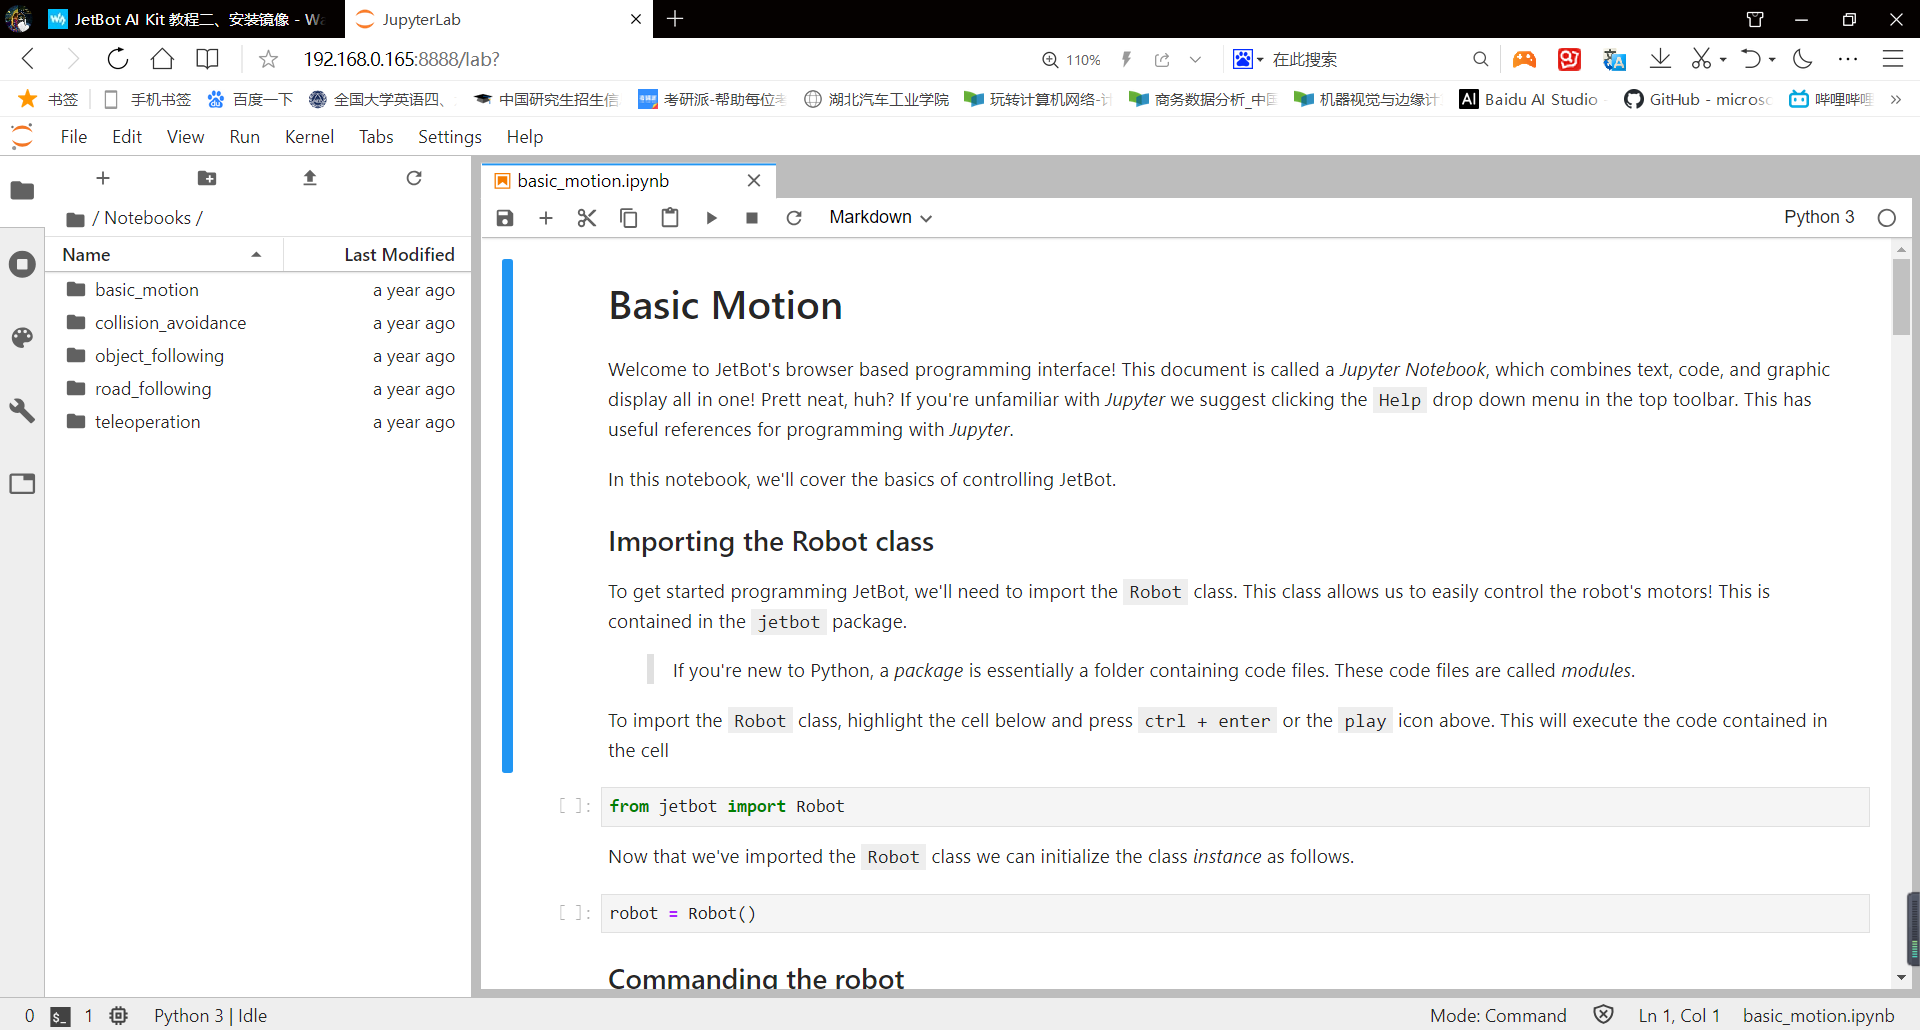 JetBot AI Kit 教程二、安装镜像 - Wa
JupyterLab
192.168.0.165:8888/lab?
110%
在此搜索
书签
手机书签
百度一下
全国大学英语四、
中国研究生招生信
考研派-帮助每位考
湖北汽车工业学院
玩转计算机网络-计
商务数据分析_中国
机器视觉与边缘计
AI Baidu AI Studio
GitHub - microsc
哔哩哔哩
File Edit View Run Kernel Tabs Settings Help
basic_motion.ipynb
/ Notebooks /
Markdown
Python 3
Name Last Modified
basic_motion a year ago
collision_avoidance a year ago
object_following a year ago
road_following a year ago
teleoperation a year ago
Basic Motion
Welcome to JetBot's browser based programming interface! This document is called a Jupyter Notebook, which combines text, code, and graphic
display all in one! Prett neat, huh? If you're unfamiliar with Jupyter we suggest clicking the Help drop down menu in the top toolbar. This has
useful references for programming with Jupyter.
In this notebook, we'll cover the basics of controlling JetBot.
Importing the Robot class
To get started programming JetBot, we'll need to import the Robot class. This class allows us to easily control the robot's motors! This is
contained in the jetbot package.
If you're new to Python, a package is essentially a folder containing code files. These code files are called modules.
To import the Robot class, highlight the cell below and press ctrl + enter or the play icon above. This will execute the code contained in
the cell
[ ]: from jetbot import Robot
Now that we've imported the Robot class we can initialize the class instance as follows.
[ ]: robot = Robot()
Commanding the robot
0 $_ 1 Python 3 | Idle
Mode: Command Ln 1, Col 1 basic_motion.ipynb